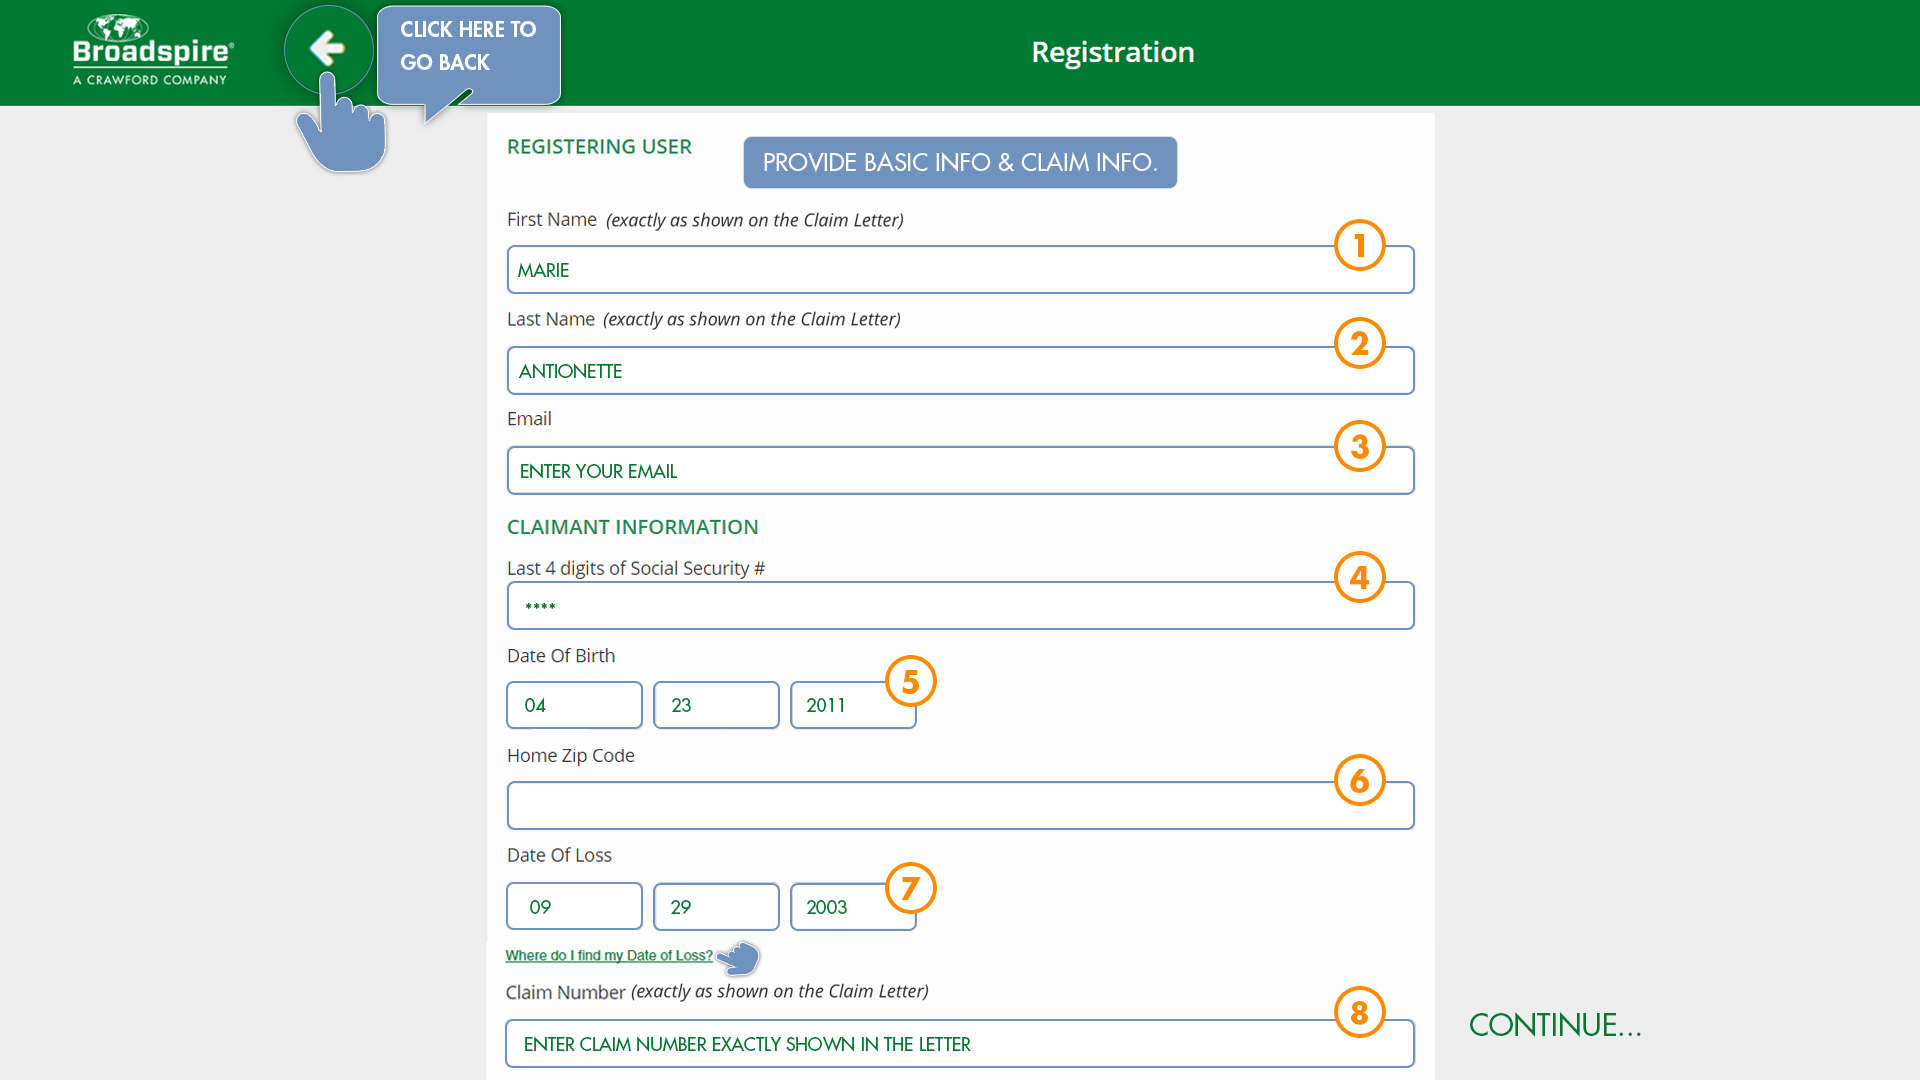 Broadspire®
A CRAWFORD COMPANY
CLICK HERE TO
GO BACK
Registration
REGISTERING USER
PROVIDE BASIC INFO & CLAIM INFO.
First Name (exactly as shown on the Claim Letter)
1
MARIE
Last Name (exactly as shown on the Claim Letter)
2
ANTIONETTE
Email
3
ENTER YOUR EMAIL
CLAIMANT INFORMATION
Last 4 digits of Social Security #
4
****
Date Of Birth
5
04 23 2011
Home Zip Code
6
Date Of Loss
7
09 29 2003
Where do I find my Date of Loss?
Claim Number (exactly as shown on the Claim Letter)
8
ENTER CLAIM NUMBER EXACTLY SHOWN IN THE LETTER
CONTINUE...